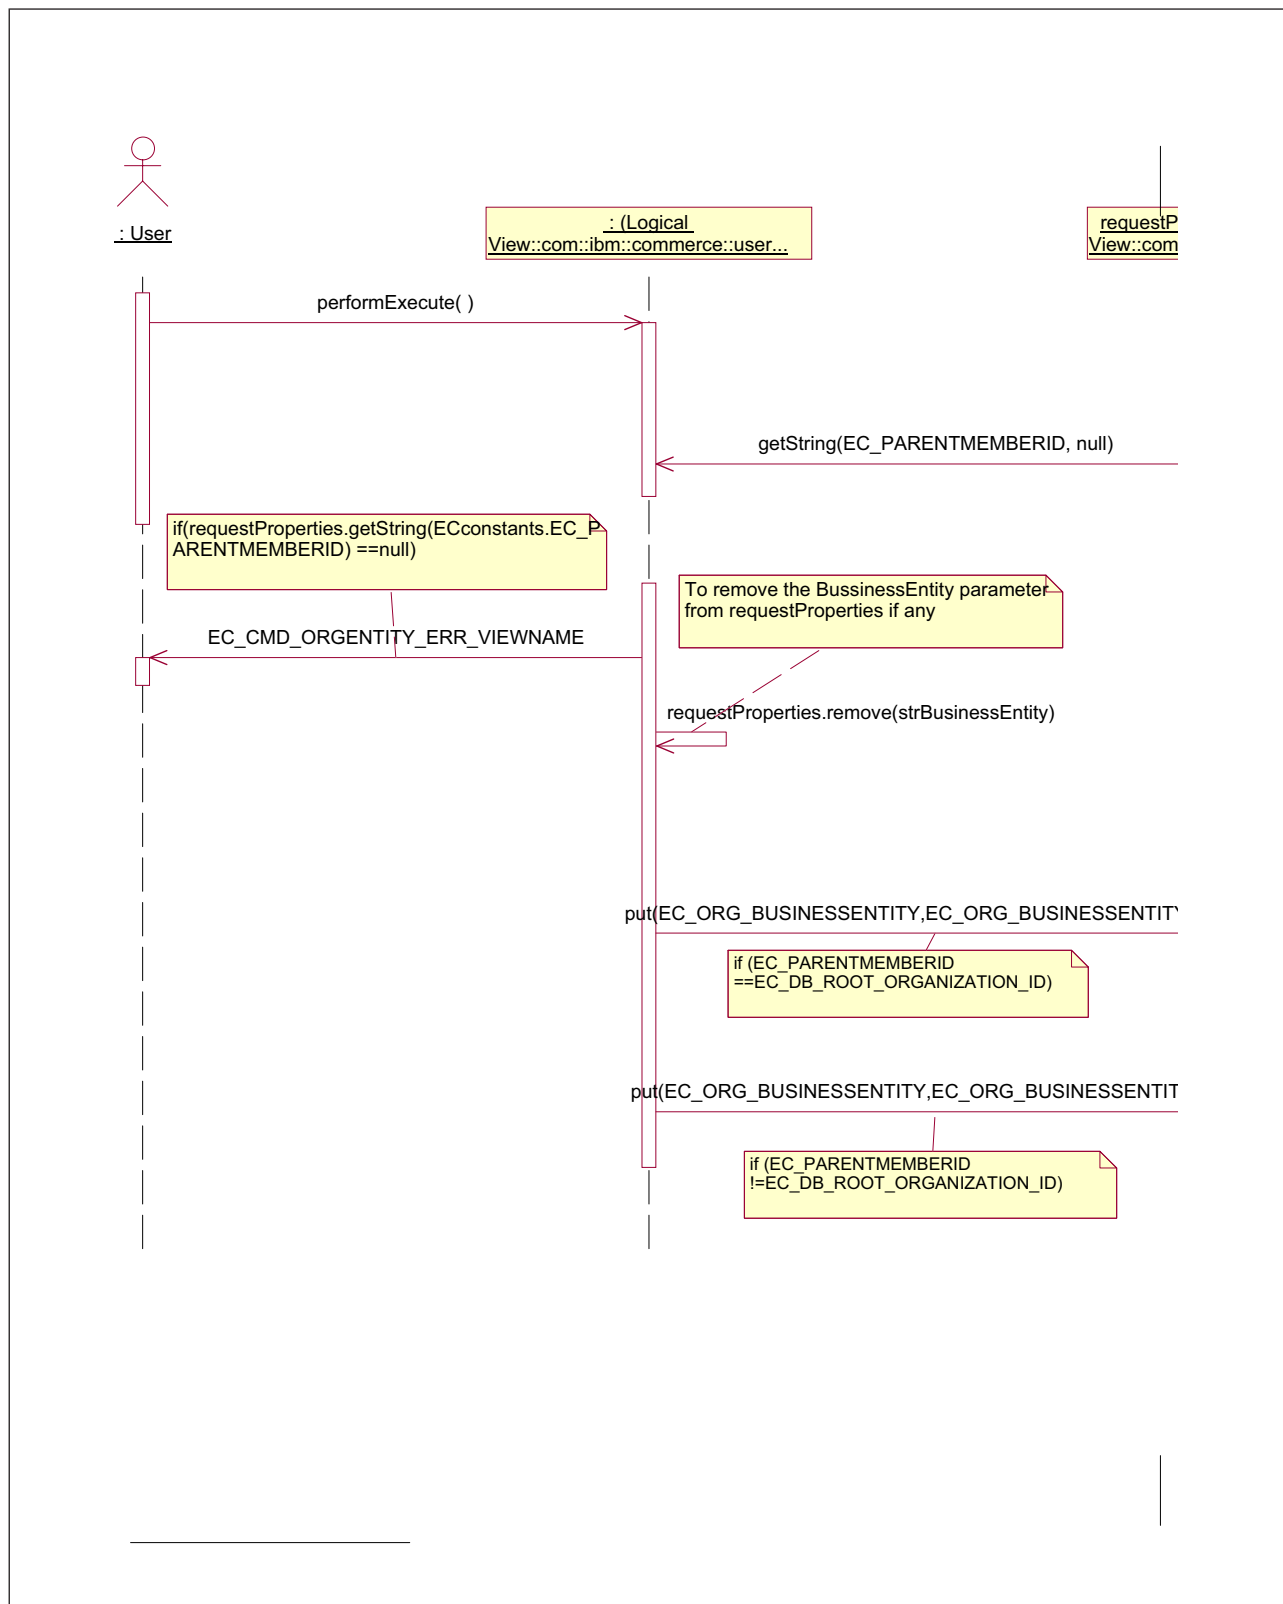 : User
: (Logical
View::com::ibm::commerce::user...
requestP
View::com
performExecute( )
getString(EC_PARENTMEMBERID, null)
if(requestProperties.getString(ECconstants.EC_P
ARENTMEMBERID) ==null)
To remove the BussinessEntity parameter
from requestProperties if any
EC_CMD_ORGENTITY_ERR_VIEWNAME
requestProperties.remove(strBusinessEntity)
put(EC_ORG_BUSINESSENTITY,EC_ORG_BUSINESSENTITY
if (EC_PARENTMEMBERID
==EC_DB_ROOT_ORGANIZATION_ID)
put(EC_ORG_BUSINESSENTITY,EC_ORG_BUSINESSENTIT
if (EC_PARENTMEMBERID
!=EC_DB_ROOT_ORGANIZATION_ID)